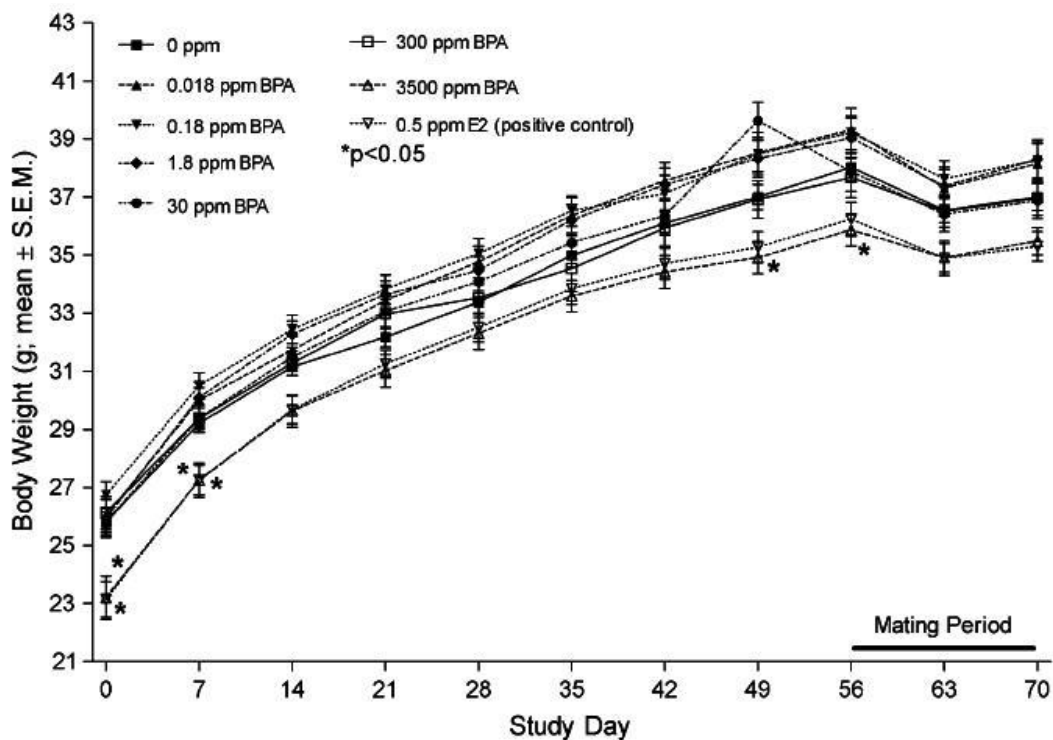 43
41
39
37
35
33
31
29
27
25
23
21
Body Weight (g; mean ± S.E.M.)
0 ppm
0.018 ppm BPA
0.18 ppm BPA
1.8 ppm BPA
30 ppm BPA
300 ppm BPA
3500 ppm BPA
0.5 ppm E2 (positive control)
*p<0.05
*
*
*
*
*
*
Mating Period
0 7 14 21 28 35 42 49 56 63 70
Study Day